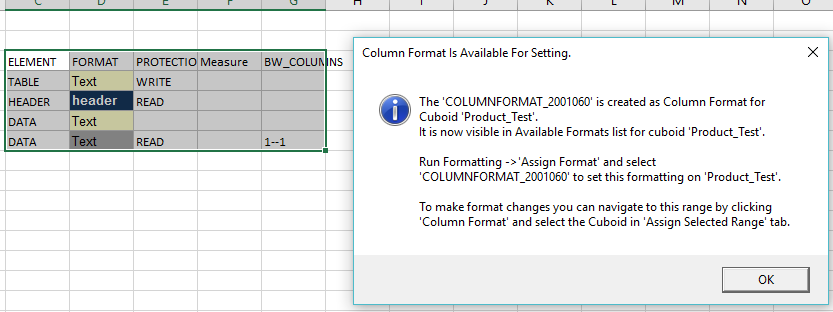 C D E F G H I J K L M N O
ELEMENT FORMAT PROTECTIO Measure BW_COLUMNS
TABLE Text WRITE
HEADER header READ
DATA Text
DATA Text READ 1--1
Column Format Is Available For Setting.
The 'COLUMNFORMAT_2001060' is created as Column Format for
Cuboid 'Product_Test'.
It is now visible in Available Formats list for cuboid 'Product_Test'.
Run Formatting ->'Assign Format' and select
'COLUMNFORMAT_2001060' to set this formatting on 'Product_Test'.
To make format changes you can navigate to this range by clicking
'Column Format' and select the Cuboid in 'Assign Selected Range' tab.
OK